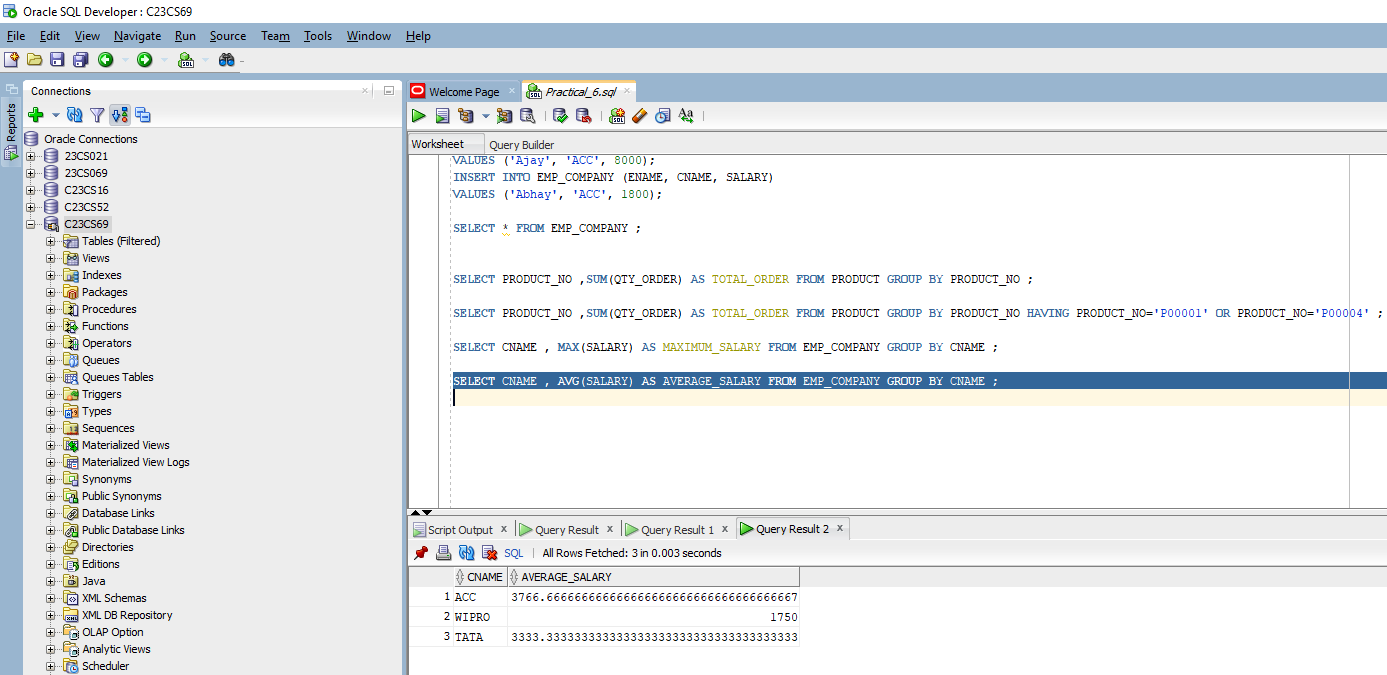 Oracle SQL Developer : C23CS69
File Edit View Navigate Run Source Team Tools Window Help
Reports
Connections
Oracle Connections
23CS021
23CS069
C23CS16
C23CS52
C23CS69
Tables (Filtered)
Views
Indexes
Packages
Procedures
Functions
Operators
Queues
Queues Tables
Triggers
Types
Sequences
Materialized Views
Materialized View Logs
Synonyms
Public Synonyms
Database Links
Public Database Links
Directories
Editions
Java
XML Schemas
XML DB Repository
OLAP Option
Analytic Views
Scheduler
Welcome Page Practical_6.sql
Worksheet Query Builder
VALUES ('Ajay', 'ACC', 8000);
INSERT INTO EMP_COMPANY (ENAME, CNAME, SALARY)
VALUES ('Abhay', 'ACC', 1800);
SELECT * FROM EMP_COMPANY ;
SELECT PRODUCT_NO ,SUM(QTY_ORDER) AS TOTAL_ORDER FROM PRODUCT GROUP BY PRODUCT_NO ;
SELECT PRODUCT_NO ,SUM(QTY_ORDER) AS TOTAL_ORDER FROM PRODUCT GROUP BY PRODUCT_NO HAVING PRODUCT_NO='P00001' OR PRODUCT_NO='P00004' ;
SELECT CNAME , MAX(SALARY) AS MAXIMUM_SALARY FROM EMP_COMPANY GROUP BY CNAME ;
SELECT CNAME , AVG(SALARY) AS AVERAGE_SALARY FROM EMP_COMPANY GROUP BY CNAME ;
Script Output Query Result Query Result 1 Query Result 2
SQL All Rows Fetched: 3 in 0.003 seconds
CNAME AVERAGE_SALARY
1 ACC 3766.66666666666666666666666666666666667
2 WIPRO 1750
3 TATA 3333.33333333333333333333333333333333333